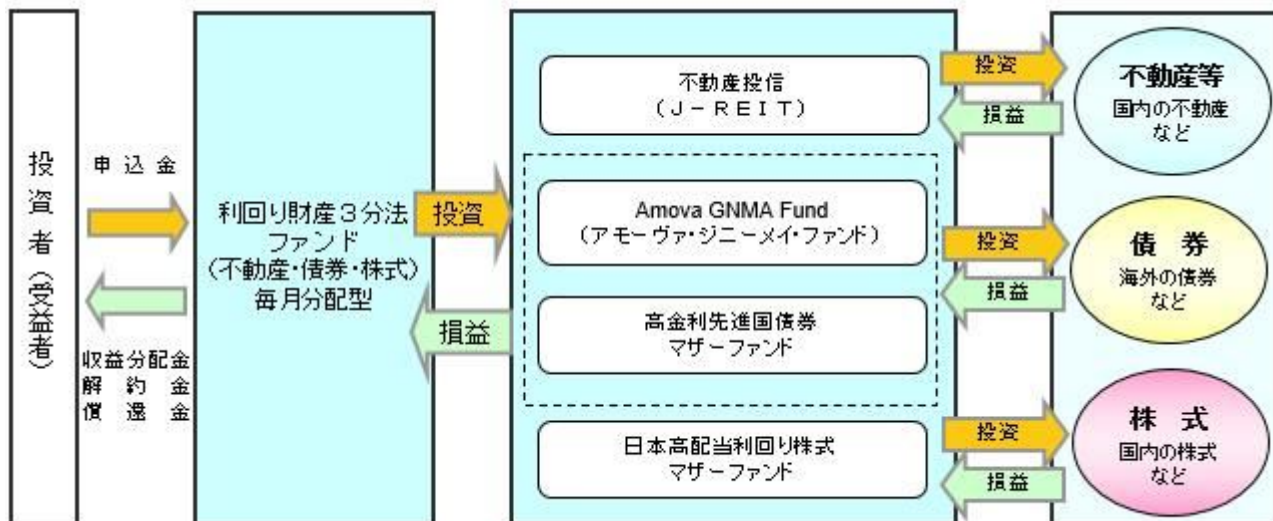 投資者（受益者）
申込金
収益分配金
解約金
償還金
利回り財産３分法
ファンド
（不動産・債券・株式）
毎月分配型
投資
損益
不動産投信
（Ｊ－ＲＥＩＴ）
Amova GNMA Fund
（アモーヴァ・ジニーメイ・ファンド）
高金利先進国債券
マザーファンド
日本高配当利回り株式
マザーファンド
投資
損益
投資
損益
投資
損益
不動産等
国内の不動産
など
債券
海外の債券
など
株式
国内の株式
など